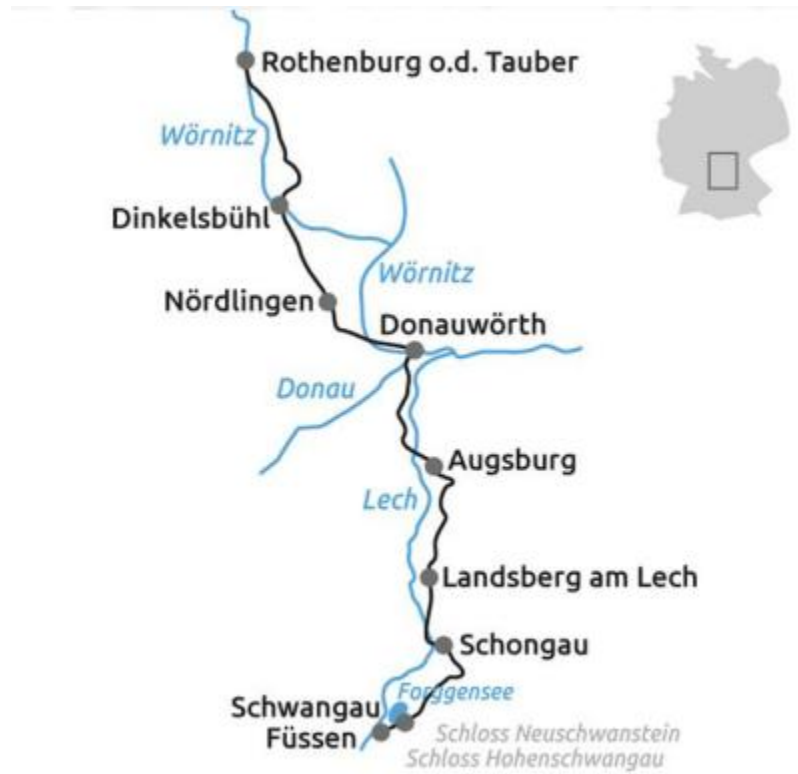 Rothenburg o.d. Tauber
Wörnitz
Dinkelsbühl
Wörnitz
Nördlingen
Donauwörth
Donau
Augsburg
Lech
Landsberg am Lech
Schongau
Forggensee
Schwangau
Füssen
Schloss Neuschwanstein
Schloss Hohenschwangau